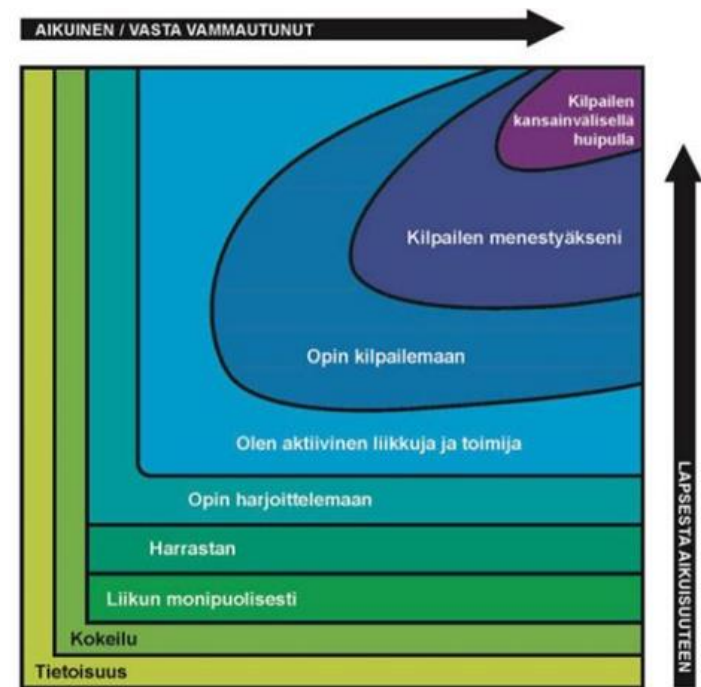 AIKUINEN / VASTA VAMMAUTUNUT
Kilpailen
kansainvälisellä
huipulla
Kilpailen menestyäkseni
Opin kilpailemaan
Olen aktiivinen liikkuja ja toimija
Opin harjoittelemaan
Harrastan
Liikun monipuolisesti
Kokeilu
Tietoisuus
LAPSESTA AIKUISUUTEEN